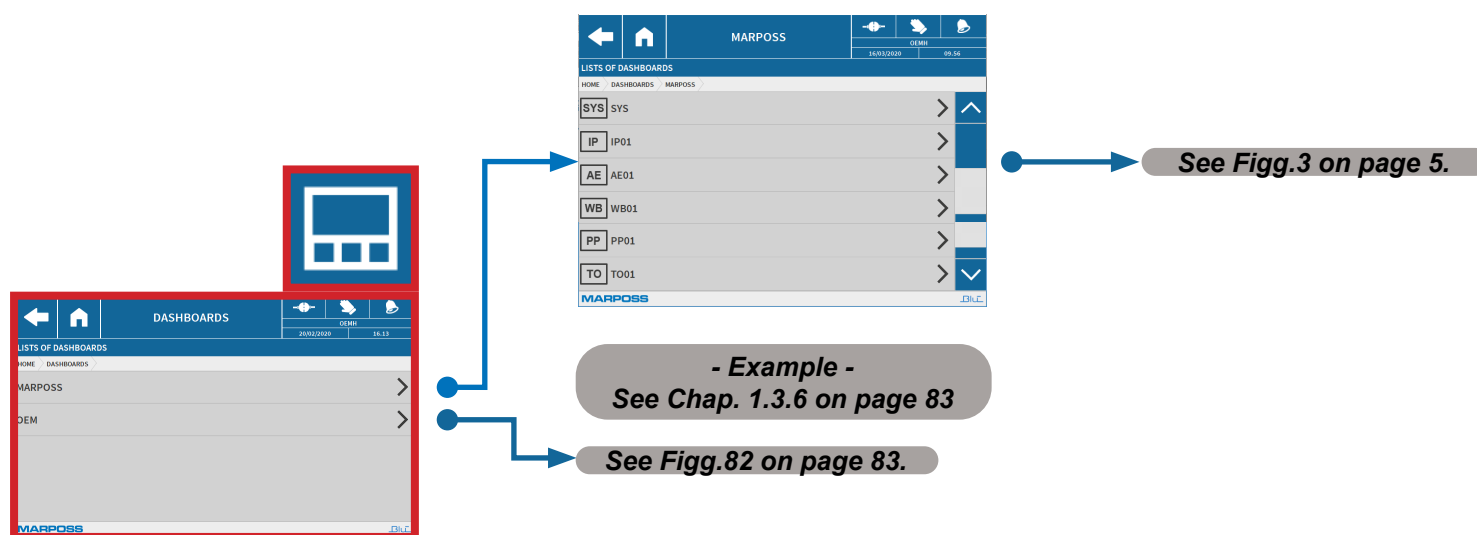 MARPOSS
OEMH
16/03/2020 09.56
LISTS OF DASHBOARDS
HOME DASHBOARDS MARPOSS
SYS SYS
IP IP01
AE AE01
WB WB01
PP PP01
TO TO01
MARPOSS BLÚ
See Figg.3 on page 5.
DASHBOARDS
OEMH
20/02/2020 16.13
LISTS OF DASHBOARDS
HOME DASHBOARDS
MARPOSS
OEM
MARPOSS BLÚ
- Example -
See Chap. 1.3.6 on page 83
See Figg.82 on page 83.